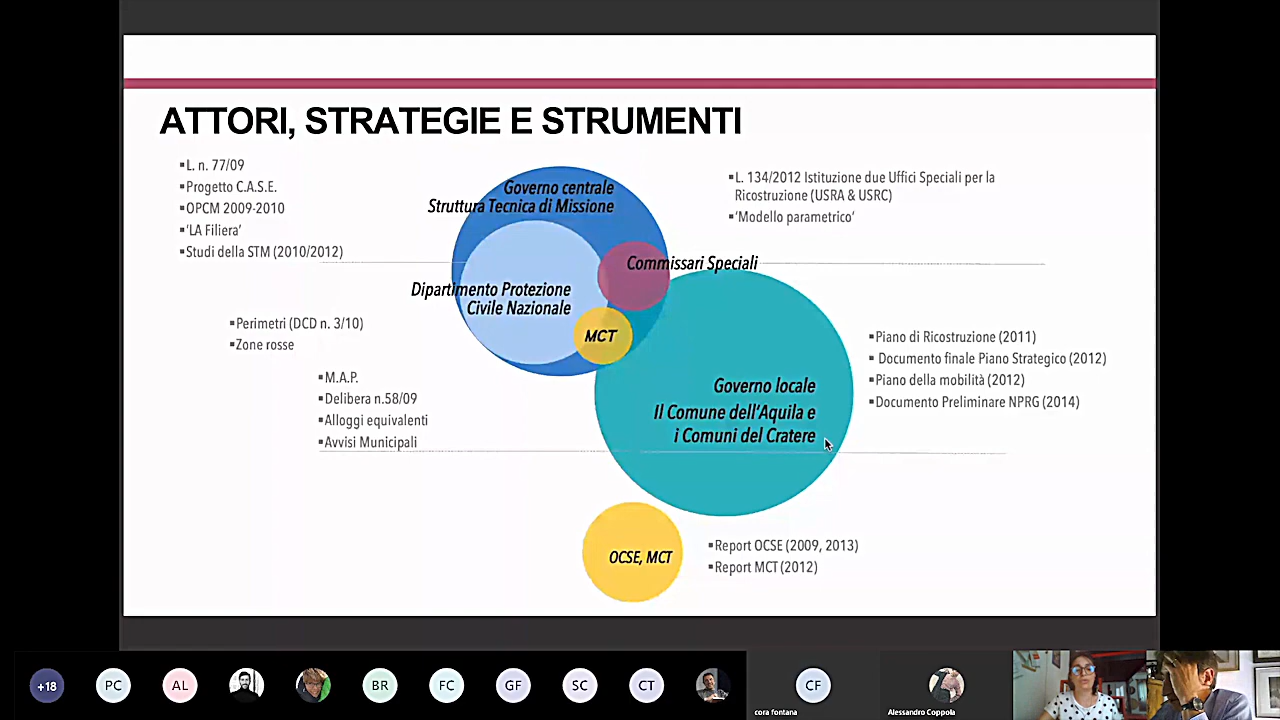 ATTORI, STRATEGIE E STRUMENTI
▪L. n. 77/09
▪Progetto C.A.S.E.
▪OPCM 2009-2010
▪‘LA Filiera’
▪Studi della STM (2010/2012)
Governo centrale
Struttura Tecnica di Missione
▪L. 134/2012 Istituzione due Uffici Speciali per la
Ricostruzione (USRA & USRC)
▪‘Modello parametrico’
Commissari Speciali
Dipartimento Protezione
Civile Nazionale
MCT
▪Perimetri (DCD n. 3/10)
▪Zone rosse
▪M.A.P.
▪Delibera n.58/09
▪Alloggi equivalenti
▪Avvisi Municipali
Governo locale
Il Comune dell’Aquila e
i Comuni del Cratere
▪Piano di Ricostruzione (2011)
▪ Documento finale Piano Strategico (2012)
▪Piano della mobilità (2012)
▪Documento Preliminare NPRG (2014)
OCSE, MCT
▪Report OCSE (2009, 2013)
▪Report MCT (2012)
+18
PC
AL
BR
FC
GF
SC
CT
CF
cora fontana
Alessandro Coppola